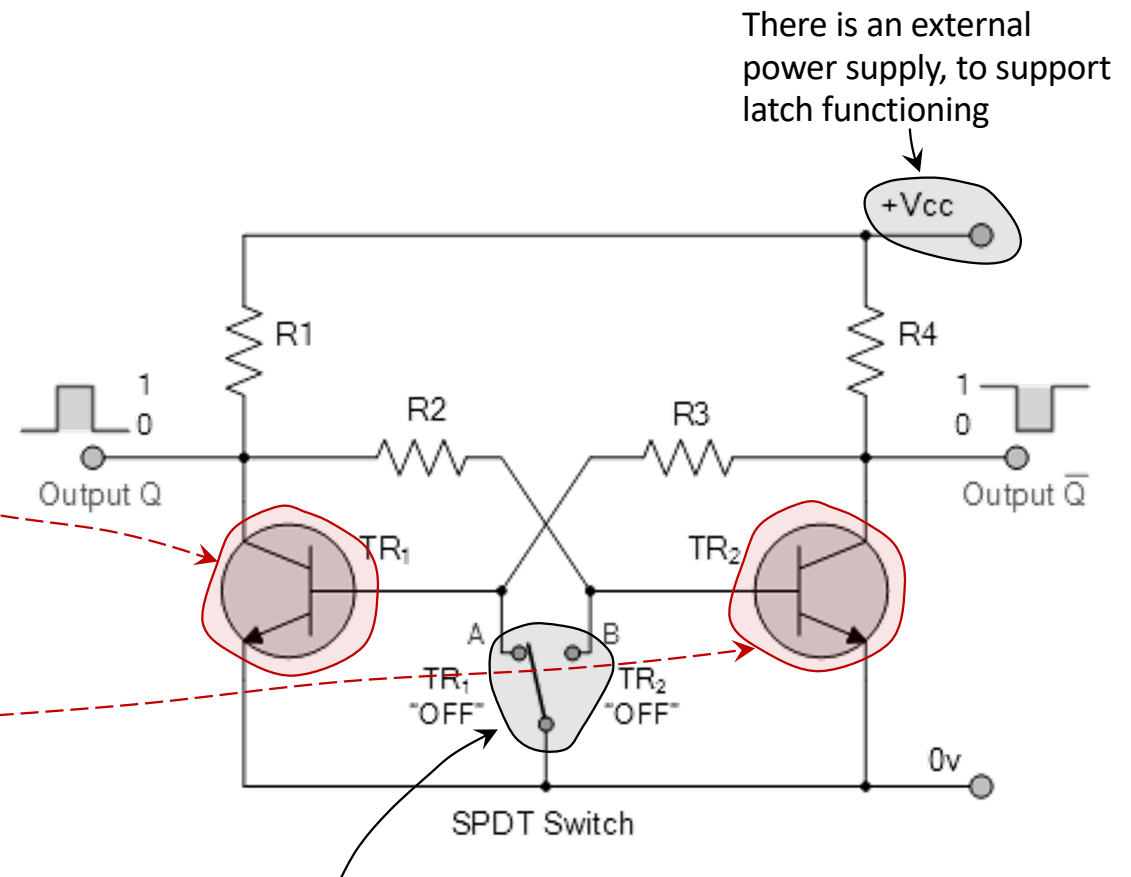 There is an external
power supply, to support
latch functioning
+Vcc
R1
R4
1
0
R2
R3
1
0
Output Q
Output Q̅
TR₁
TR₂
A
B
TR₁
"OFF"
TR₂
"OFF"
0v
SPDT Switch